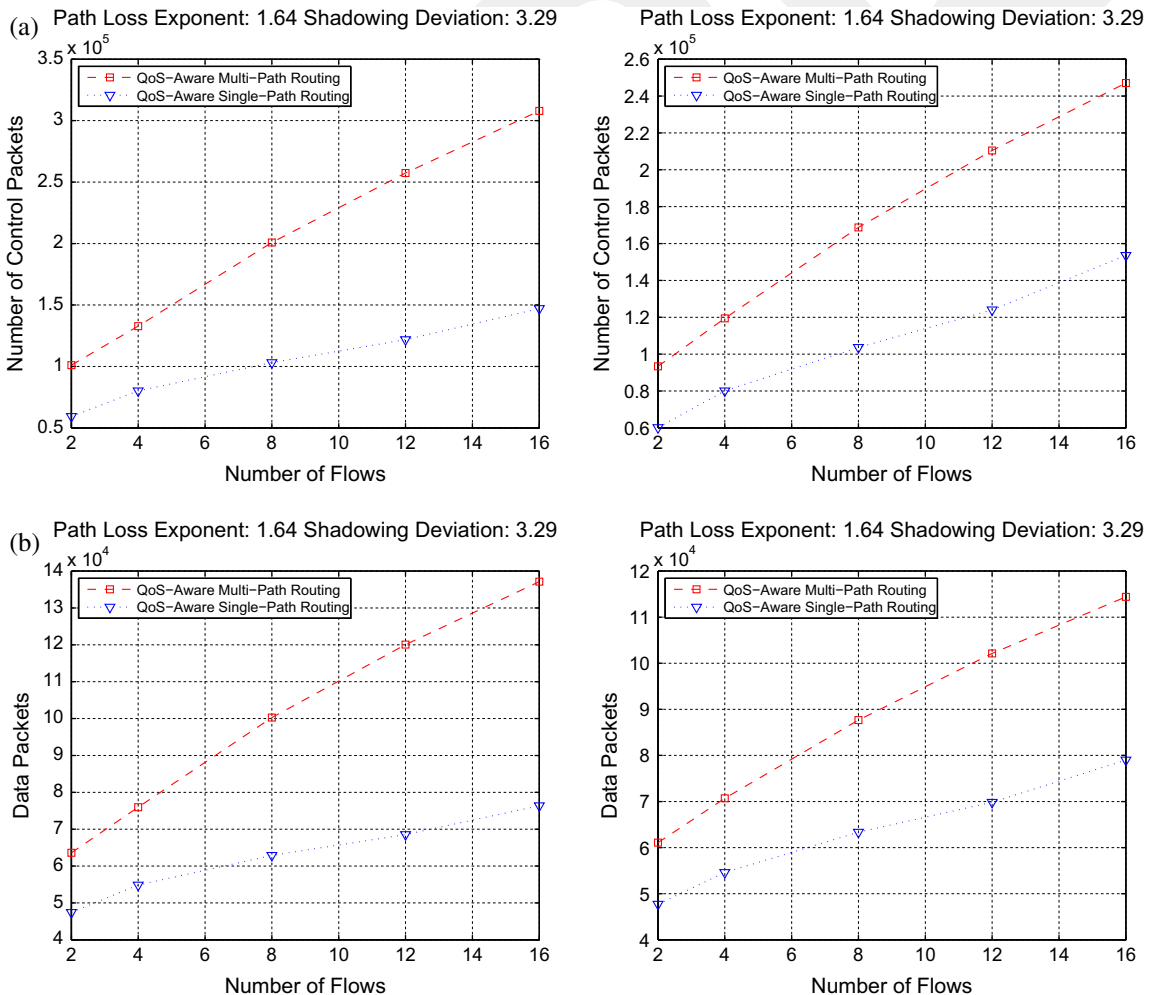 (a)
Path Loss Exponent: 1.64 Shadowing Deviation: 3.29
x 10^5
3.5
3
2.5
2
1.5
1
0.5
Number of Control Packets
QoS-Aware Multi-Path Routing
QoS-Aware Single-Path Routing
2 4 6 8 10 12 14 16
Number of Flows
Path Loss Exponent: 1.64 Shadowing Deviation: 3.29
x 10^5
2.6
2.4
2.2
2
1.8
1.6
1.4
1.2
1
0.8
0.6
Number of Control Packets
QoS-Aware Multi-Path Routing
QoS-Aware Single-Path Routing
2 4 6 8 10 12 14 16
Number of Flows
(b)
Path Loss Exponent: 1.64 Shadowing Deviation: 3.29
x 10^4
14
13
12
11
10
9
8
7
6
5
4
Data Packets
QoS-Aware Multi-Path Routing
QoS-Aware Single-Path Routing
2 4 6 8 10 12 14 16
Number of Flows
Path Loss Exponent: 1.64 Shadowing Deviation: 3.29
x 10^4
12
11
10
9
8
7
6
5
4
Data Packets
QoS-Aware Multi-Path Routing
QoS-Aware Single-Path Routing
2 4 6 8 10 12 14 16
Number of Flows